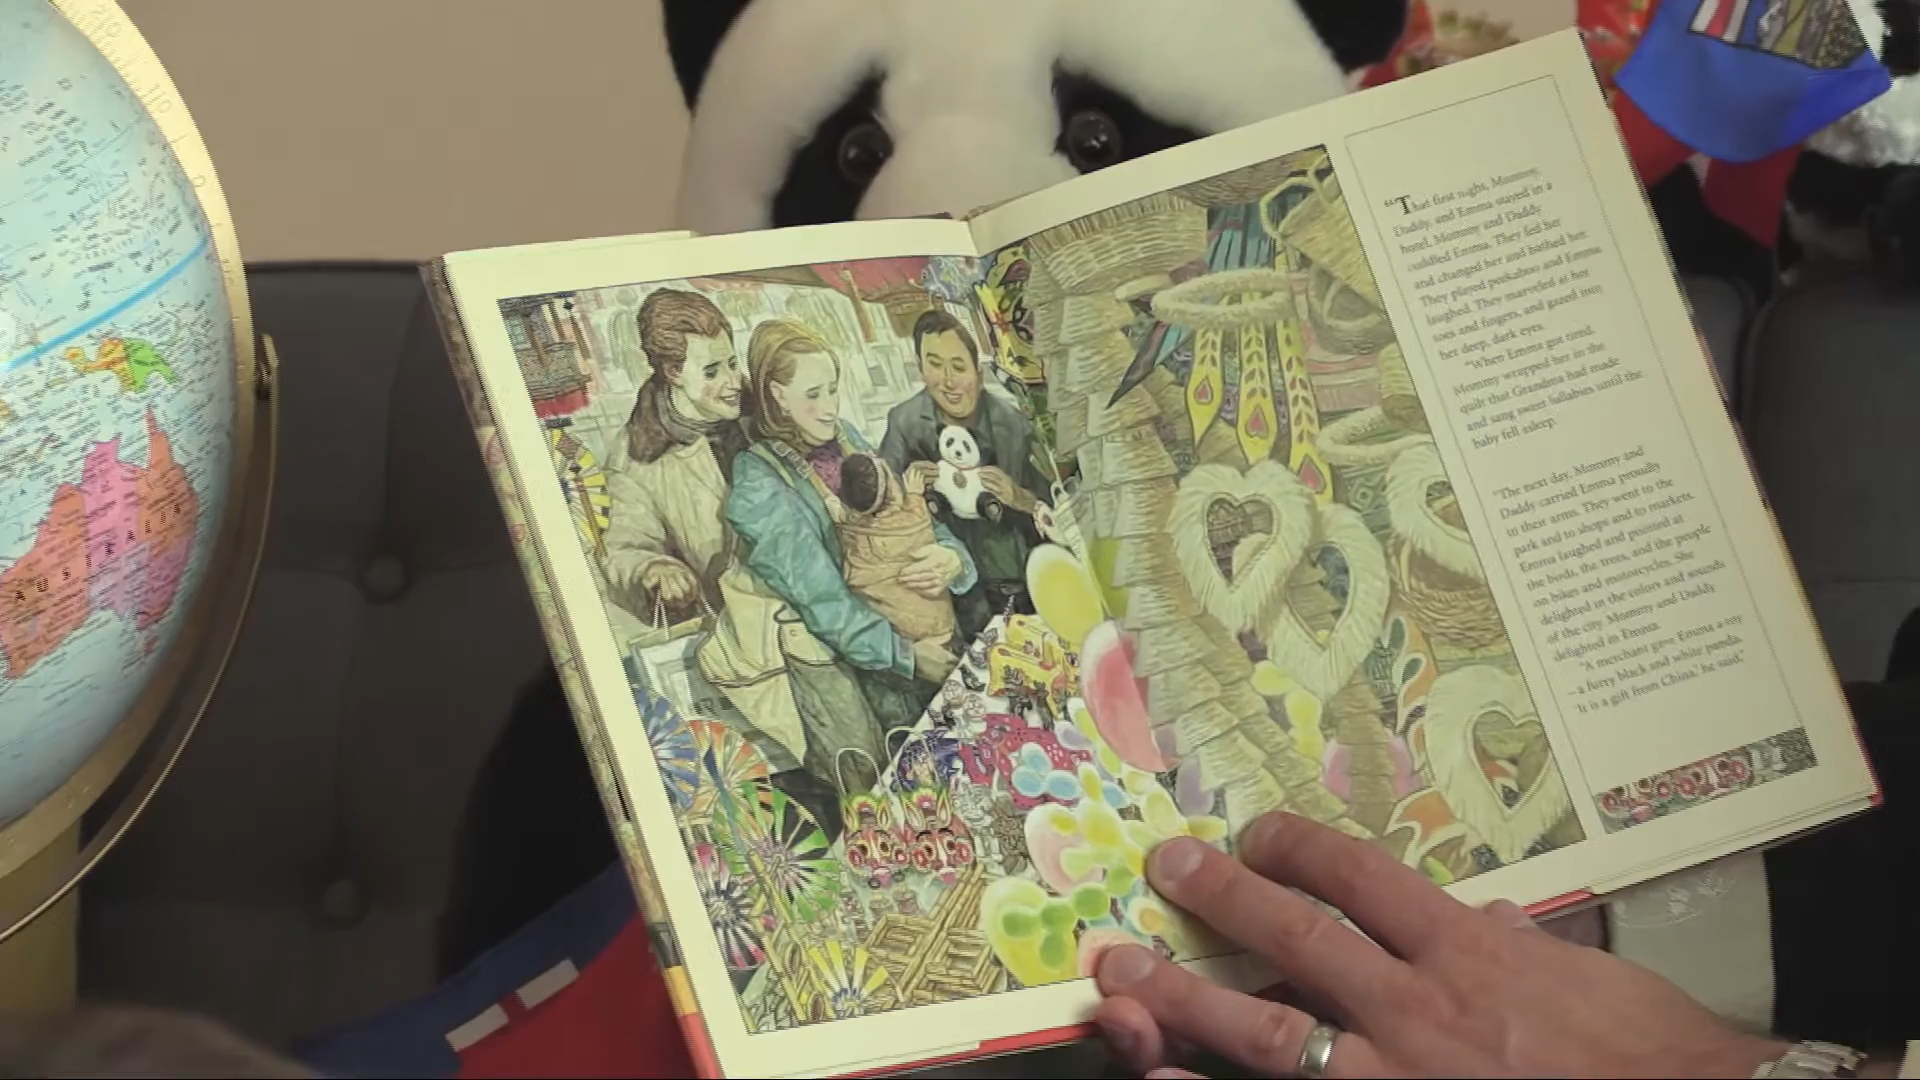 AUSTRALIA
"That first night, Mommy,
Daddy, and Emma stayed in a
hotel. Mommy and Daddy
cuddled Emma. They fed her
and changed her and bathed her.
They played peekaboo and Emma
laughed. They marveled at her
toes and fingers, and gazed into
her deep, dark eyes.
"When Emma got tired,
Mommy wrapped her in the
quilt that Grandma had made
and sang sweet lullabies until the
baby fell asleep.
"The next day, Mommy and
Daddy carried Emma proudly
in their arms. They went to the
park and to shops and to markets.
Emma laughed and pointed at
the birds, the trees, and the people
on bikes and motorcycles. She
delighted in the colors and sounds
of the city. Mommy and Daddy
delighted in Emma.
"A merchant gave Emma a toy
—a furry black and white panda.
'It is a gift from China,' he said."